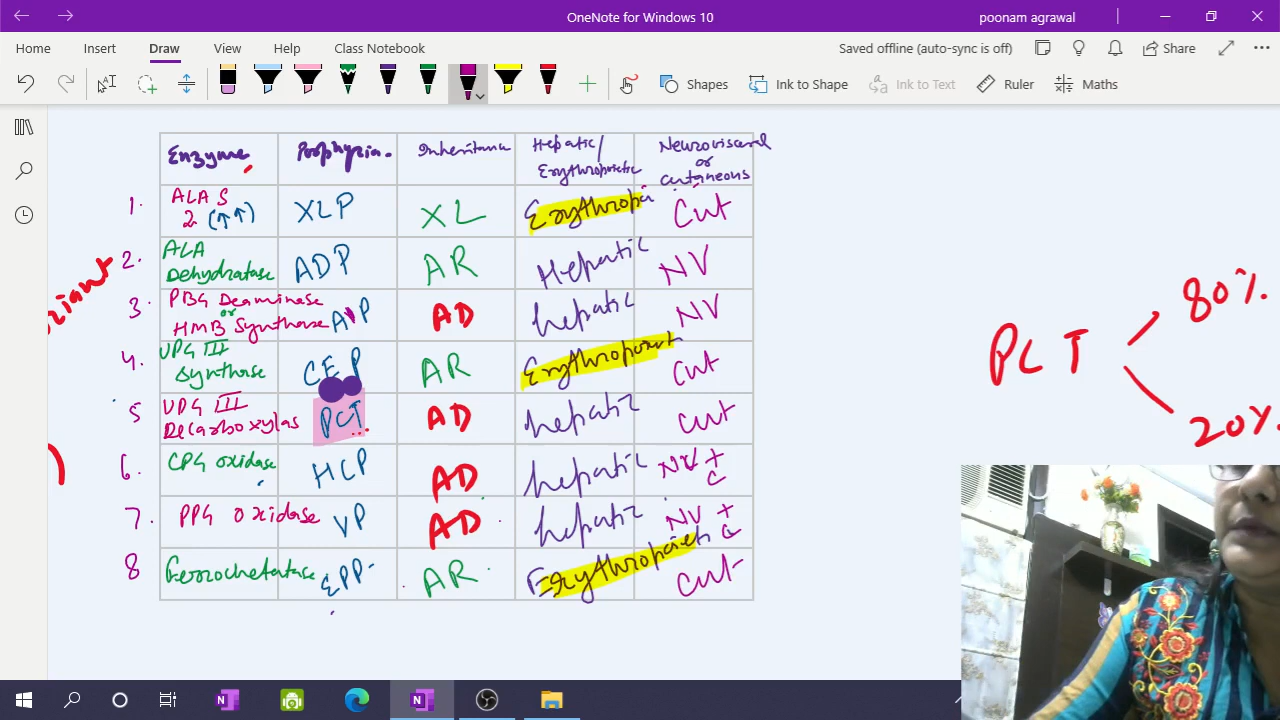 OneNote for Windows 10
poonam agrawal
Home Insert Draw View Help Class Notebook
Saved offline (auto-sync is off) Share
Shapes Ink to Shape Ink to Text Ruler Maths
Enzyme Porphyria. Inheritance Hepatic/ Erythropoietic Neurovisceral or cutaneous
1. ALAS 2 (↑↑) XLP XL Erythropoi Cut
2. ALA Dehydratase ADP AR Hepatic NV
3. PBG Deaminase or HMB Synthase AIP AD hepatic NV
4. UPG III Synthase CEP AR Cut
5 UPG III Decarboxylas PCT... AD hepatic Cut
6. CPG oxidase HCP AD hepatic NV + C
7. PPG oxidase VP AD hepatic NV + C
8 EPP AR Cut
PCT 80%.
20%.